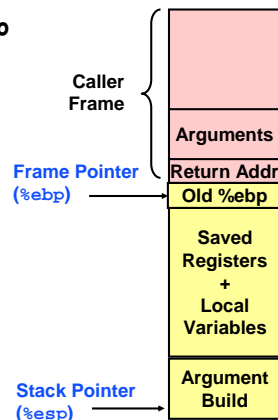 p
Caller
Frame
Arguments
Return Addr
Frame Pointer
(%ebp)
Old %ebp
Saved
Registers
+
Local
Variables
Argument
Build
Stack Pointer
(%esp)